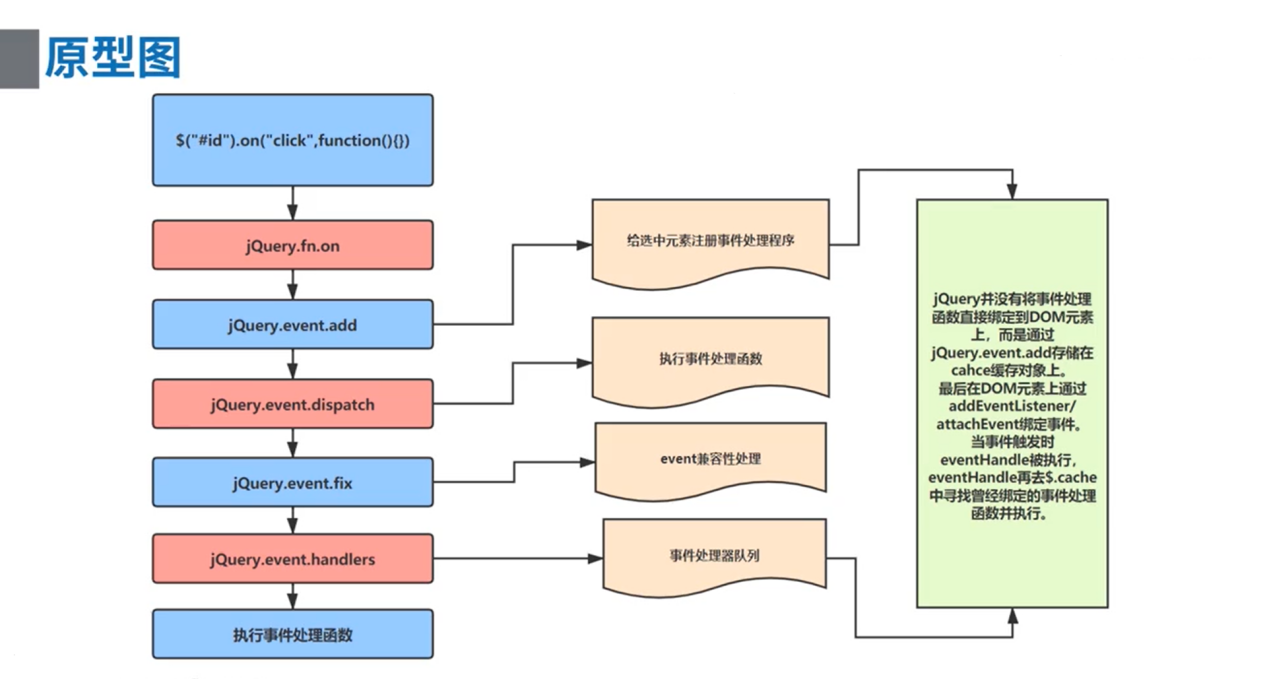 原型图
$("#id").on("click",function(){})
jQuery.fn.on
jQuery.event.add
jQuery.event.dispatch
jQuery.event.fix
jQuery.event.handlers
执行事件处理函数
给选中元素注册事件处理程序
执行事件处理函数
event兼容性处理
事件处理器队列
jQuery并没有将事件处理
函数直接绑定到DOM元素
上，而是通过
jQuery.event.add存储在
cahce缓存对象上。
最后在DOM元素上通过
addEventListener/
attachEvent绑定事件。
当事件触发时
eventHandle被执行，
eventHandle再去$.cache
中寻找曾经绑定的事件处理
函数并执行。